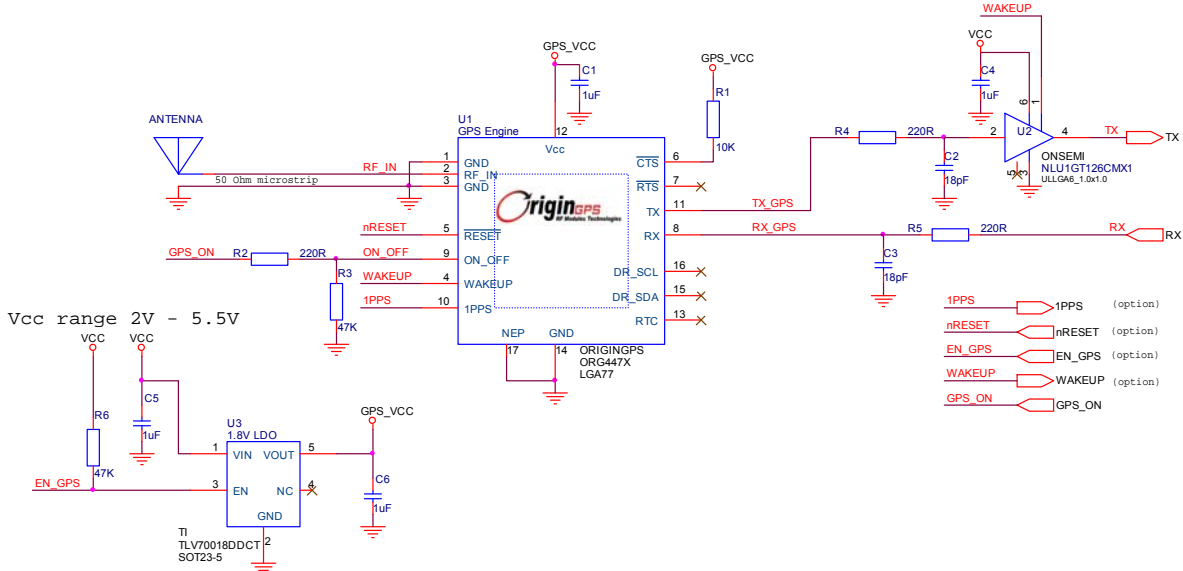 WAKEUP
VCC
C4
1uF
6
1
2
U2
4
TX
TX
5
3
ONSEMI
NLU1GT126CMX1
ULLGA6_1.0x1.0
R4
220R
C2
18pF
GPS_VCC
C1
1uF
GPS_VCC
R1
10K
ANTENNA
RF_IN
50 Ohm microstrip
U1
GPS Engine
12
Vcc
1
GND
2
RF_IN
3
GND
nRESET
5
RESET
GPS_ON
R2
220R
ON_OFF
9
ON_OFF
R3
47K
WAKEUP
4
WAKEUP
1PPS
10
1PPS
OriginGPS
RF Modules Technologies
CTS
6
RTS
7
TX
11
TX_GPS
RX
8
RX_GPS
R5
220R
RX
RX
C3
18pF
DR_SCL
16
DR_SDA
15
RTC
13
NEP
17
GND
14
ORIGINGPS
ORG447X
LGA77
1PPS
1PPS
(option)
nRESET
nRESET
(option)
EN_GPS
EN_GPS
(option)
WAKEUP
WAKEUP
(option)
GPS_ON
GPS_ON
Vcc range 2V - 5.5V
VCC
VCC
R6
47K
C5
1uF
EN_GPS
U3
1.8V LDO
1
VIN
VOUT
5
3
EN
NC
4
GND
2
TI
TLV70018DDCT
SOT23-5
GPS_VCC
C6
1uF